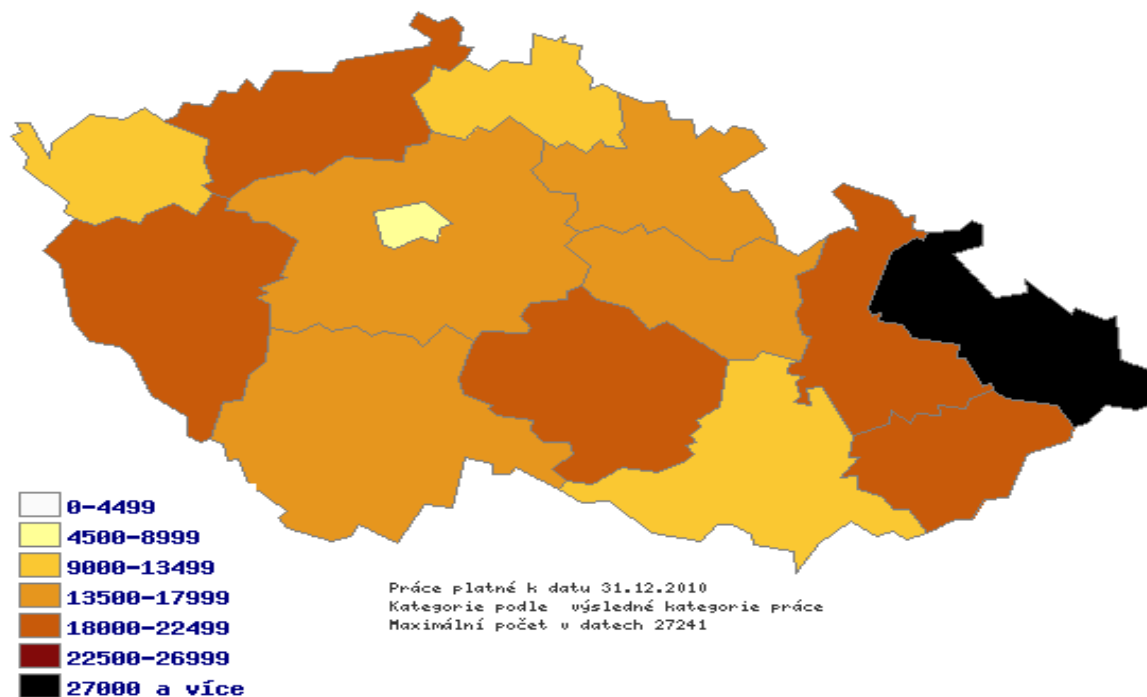 0-4499
4500-8999
9000-13499
13500-17999
18000-22499
22500-26999
27000 a více
Práce platné k datu 31.12.2010
Kategorie podle  výsledné kategorie práce
Maximální počet v datech 27241